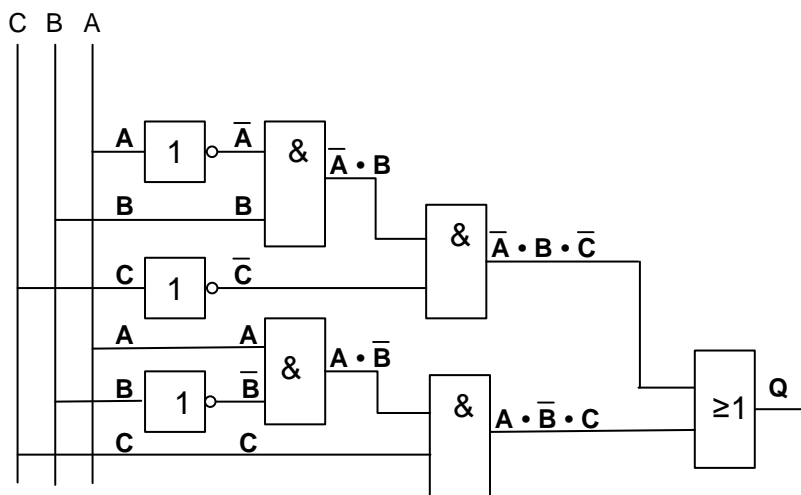 C B A
A 1 A̅ & A̅ • B
B B
& A̅ • B • C̅
C 1 C̅
A A & A • B̅
≥1 Q
B 1 B̅ & A • B̅ • C
C C